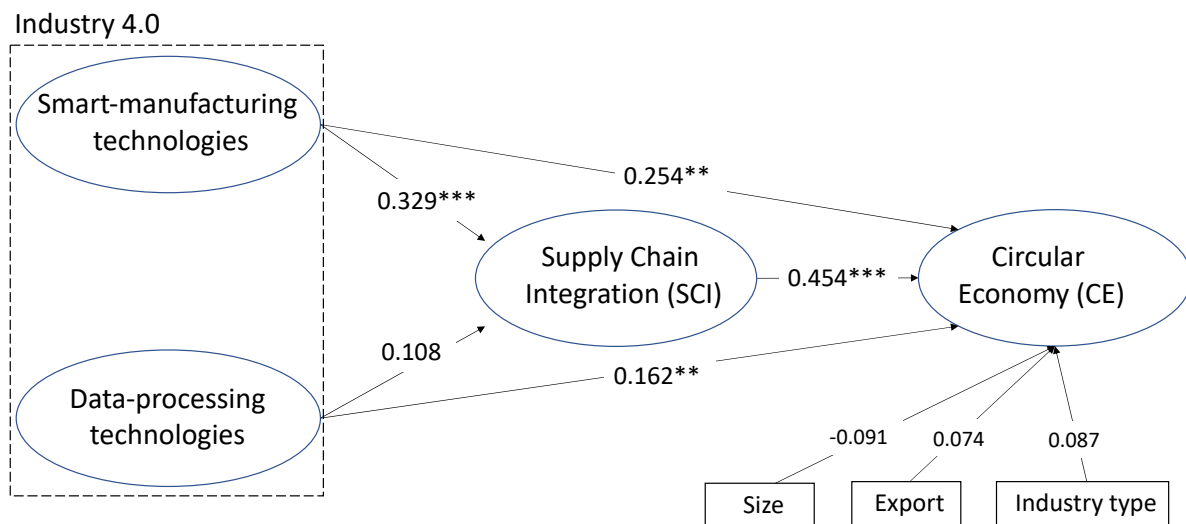 Industry 4.0
Smart-manufacturing
technologies
0.254**
0.329***
Supply Chain
Integration (SCI)
0.454***
Circular
Economy (CE)
0.108
0.162**
Data-processing
technologies
-0.091
0.074
0.087
Size
Export
Industry type